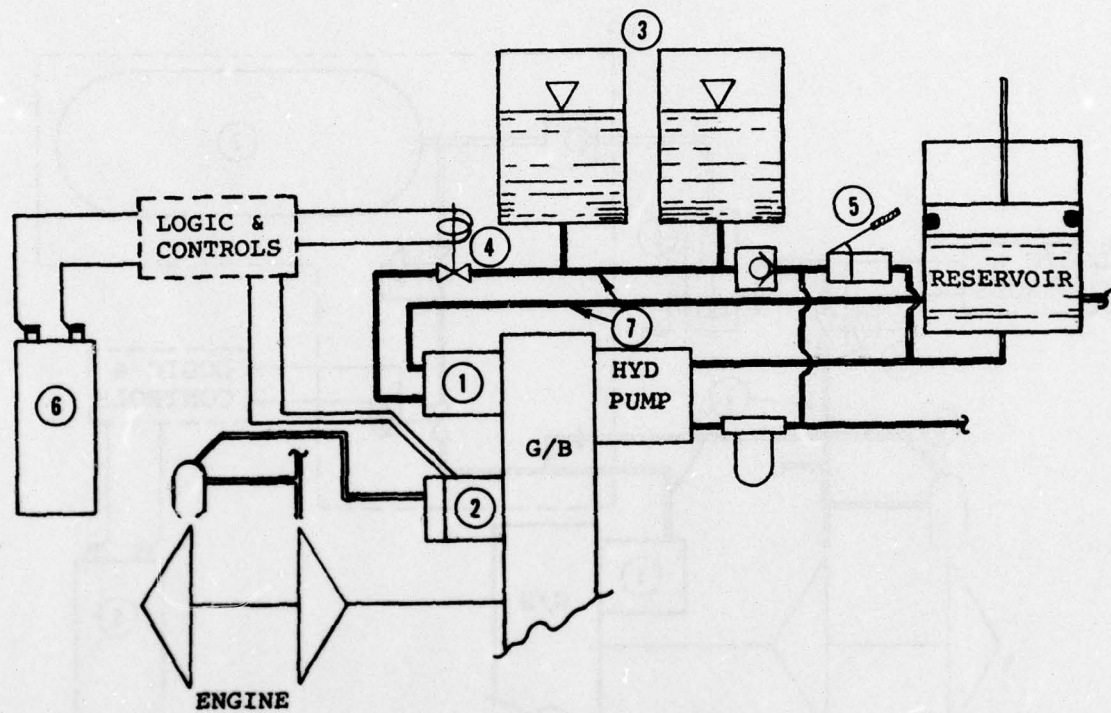 3
5
LOGIC &
CONTROLS
4
RESERVOIR
7
1
HYD
PUMP
6
G/B
2
ENGINE